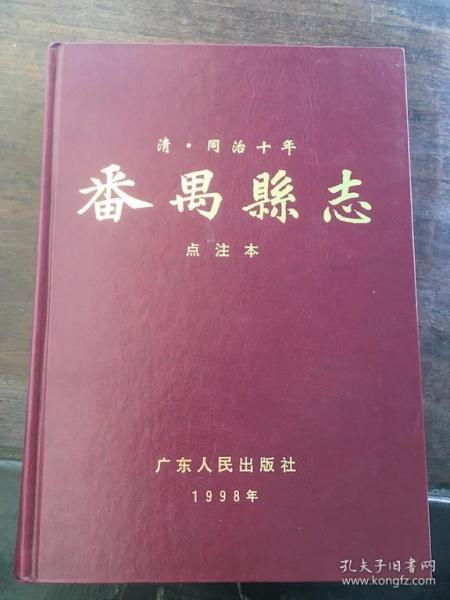 清·同治十年
番禺縣志
点注本
广东人民出版社
1998年
孔夫子旧书网
www.kongfz.com